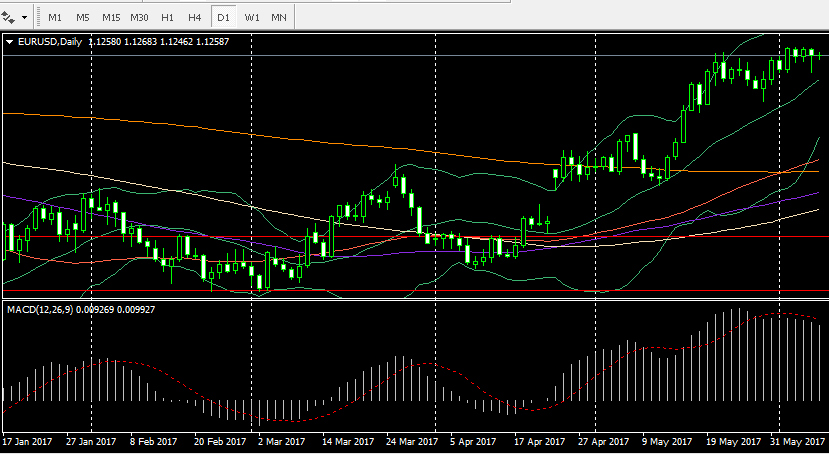 M1 M5 M15 M30 H1 H4 D1 W1 MN
EURUSD,Daily 1.12580 1.12683 1.12462 1.12587
MACD(12,26,9) 0.009269 0.009927
17 Jan 2017 27 Jan 2017 8 Feb 2017 20 Feb 2017 2 Mar 2017 14 Mar 2017 24 Mar 2017 5 Apr 2017 17 Apr 2017 27 Apr 2017 9 May 2017 19 May 2017 31 May 2017